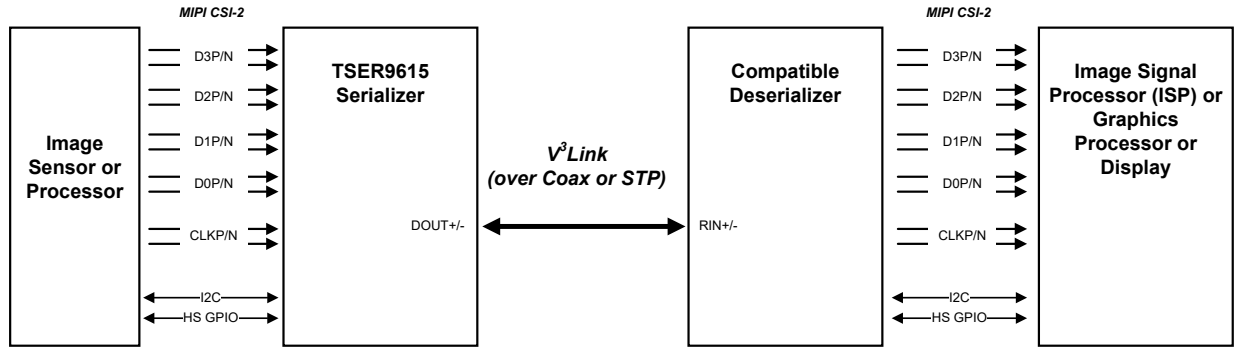 MIPI CSI-2
MIPI CSI-2
Image
Sensor or
Processor
D3P/N
D2P/N
D1P/N
D0P/N
CLKP/N
I2C
HS GPIO
TSER9615
Serializer
DOUT+/-
V³Link
(over Coax or STP)
Compatible
Deserializer
RIN+/-
D3P/N
D2P/N
D1P/N
D0P/N
CLKP/N
I2C
HS GPIO
Image Signal
Processor (ISP) or
Graphics
Processor or
Display